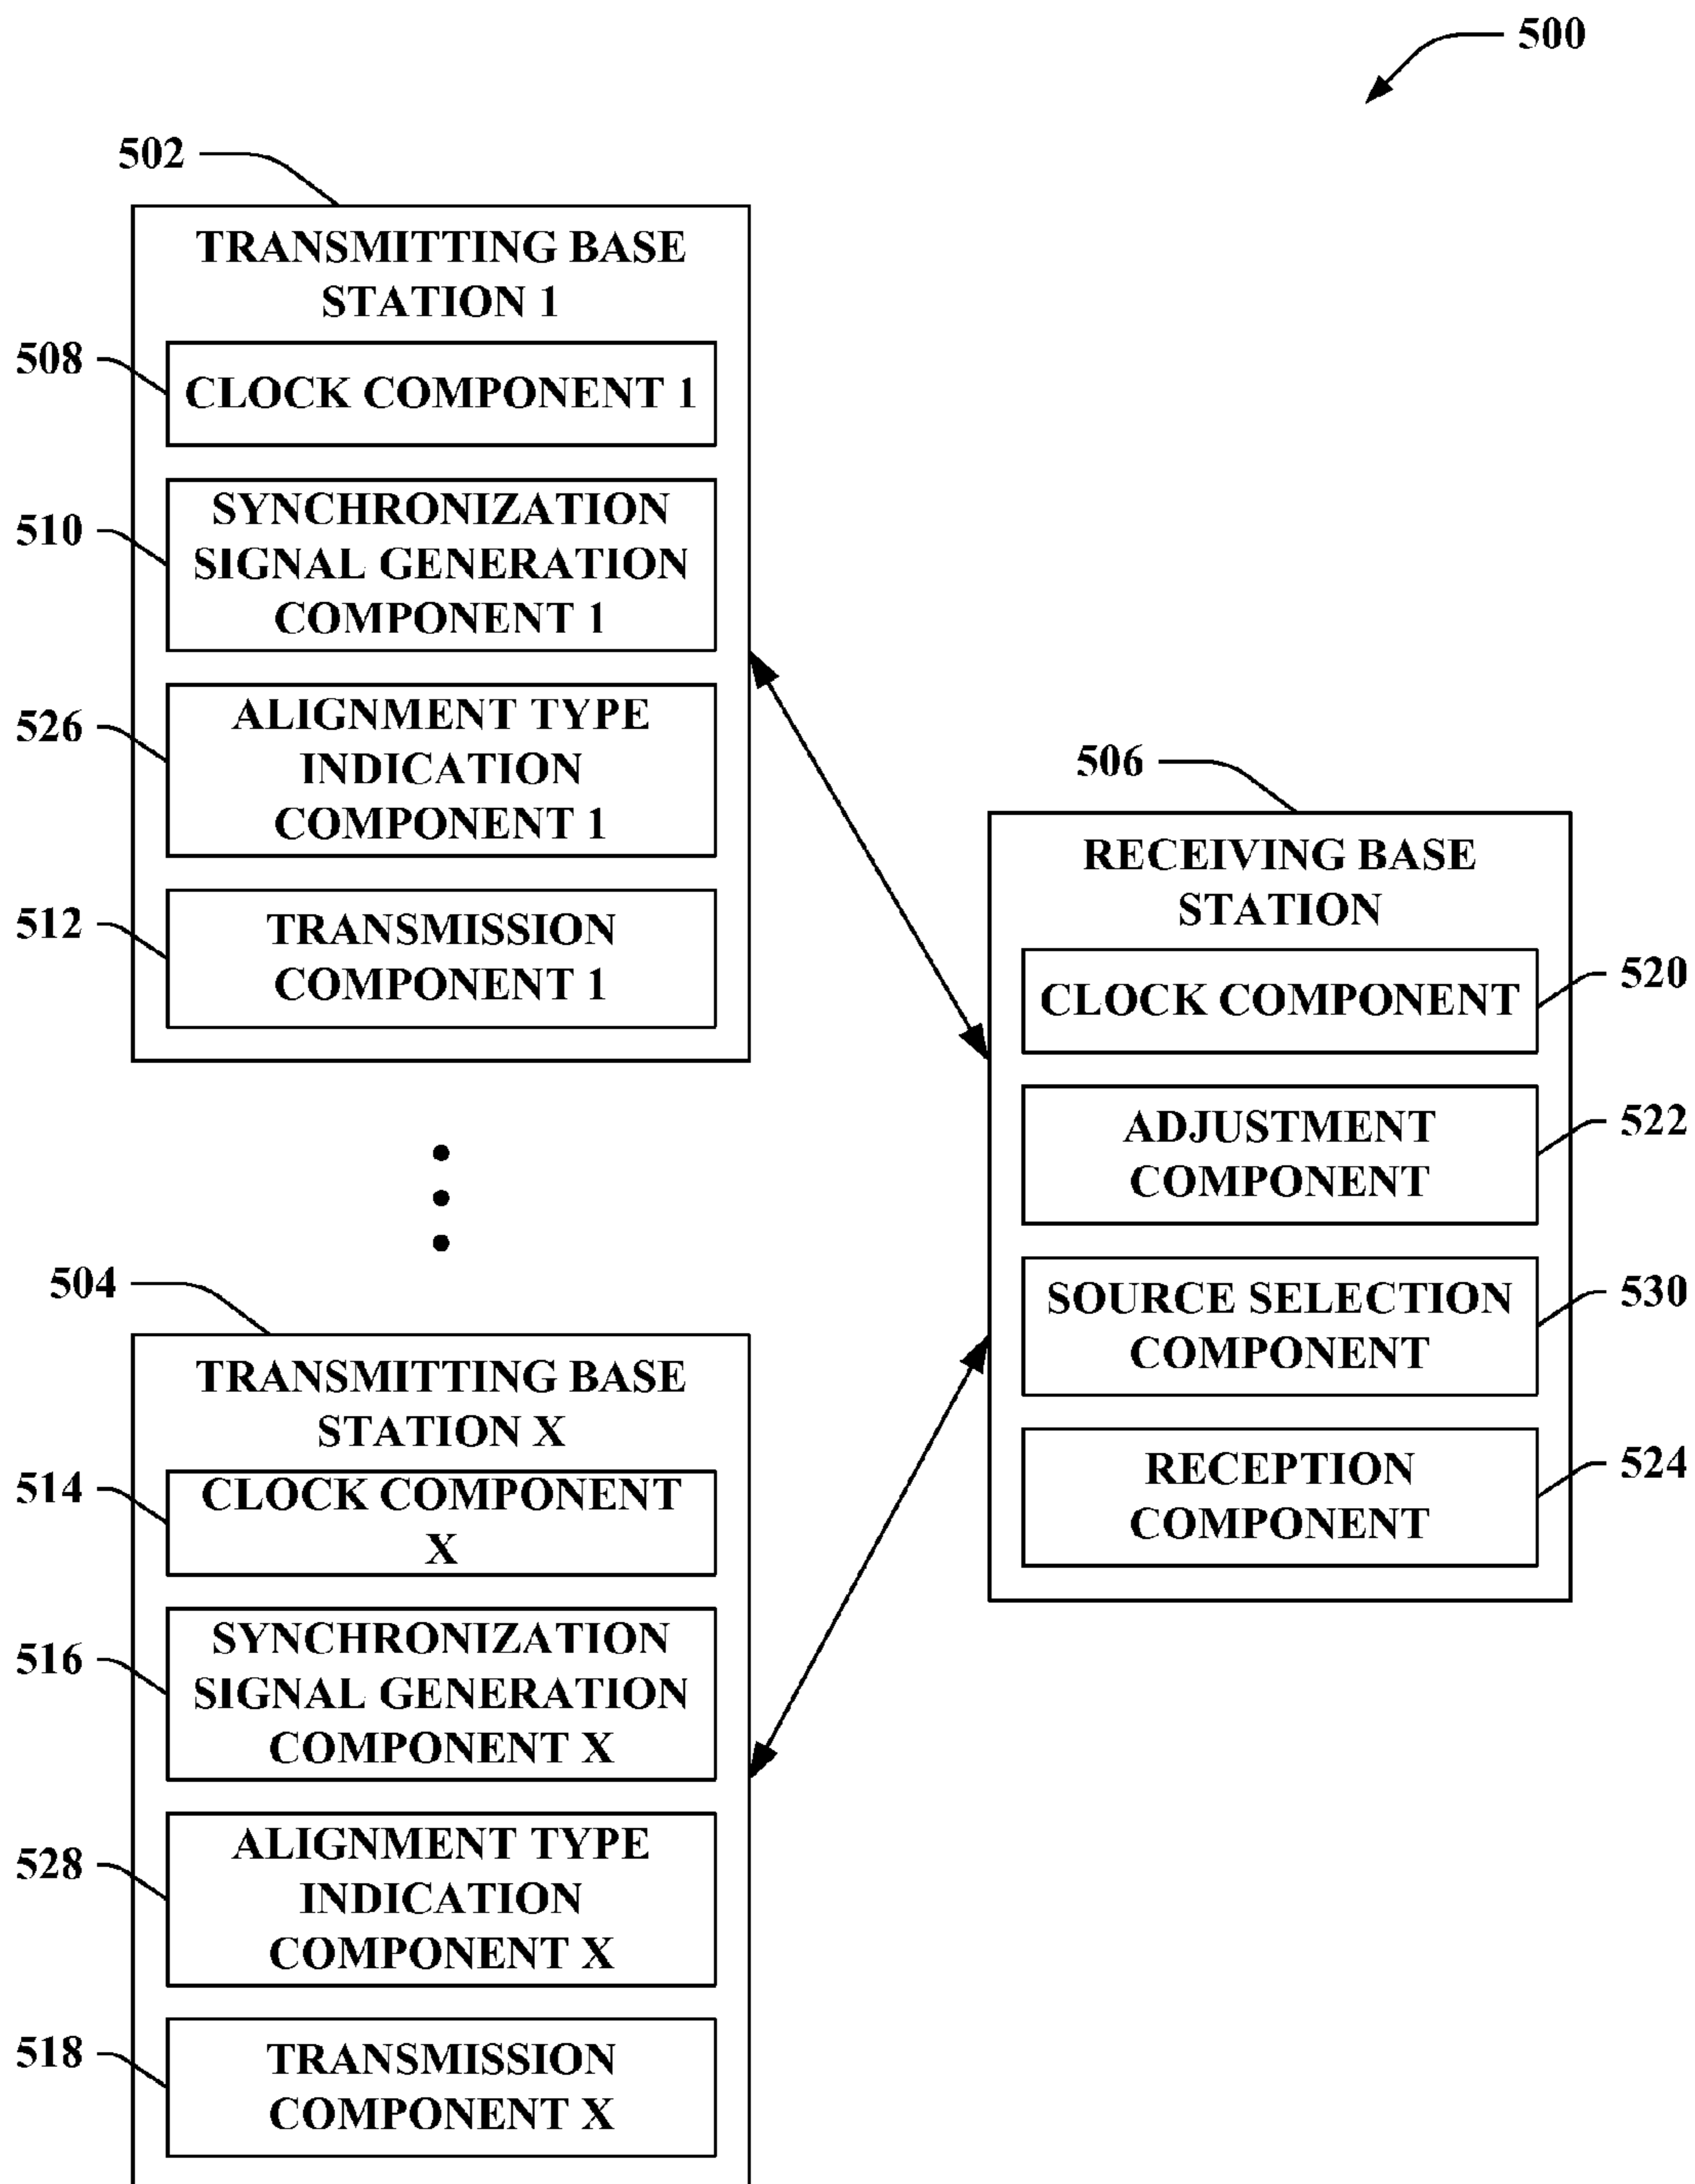 500
502
TRANSMITTING BASE
STATION 1
508
CLOCK COMPONENT 1
510
SYNCHRONIZATION
SIGNAL GENERATION
COMPONENT 1
526
ALIGNMENT TYPE
INDICATION
COMPONENT 1
512
TRANSMISSION
COMPONENT 1
506
RECEIVING BASE
STATION
CLOCK COMPONENT
520
ADJUSTMENT
COMPONENT
522
SOURCE SELECTION
COMPONENT
530
RECEPTION
COMPONENT
524
504
TRANSMITTING BASE
STATION X
514
CLOCK COMPONENT
X
516
SYNCHRONIZATION
SIGNAL GENERATION
COMPONENT X
528
ALIGNMENT TYPE
INDICATION
COMPONENT X
518
TRANSMISSION
COMPONENT X